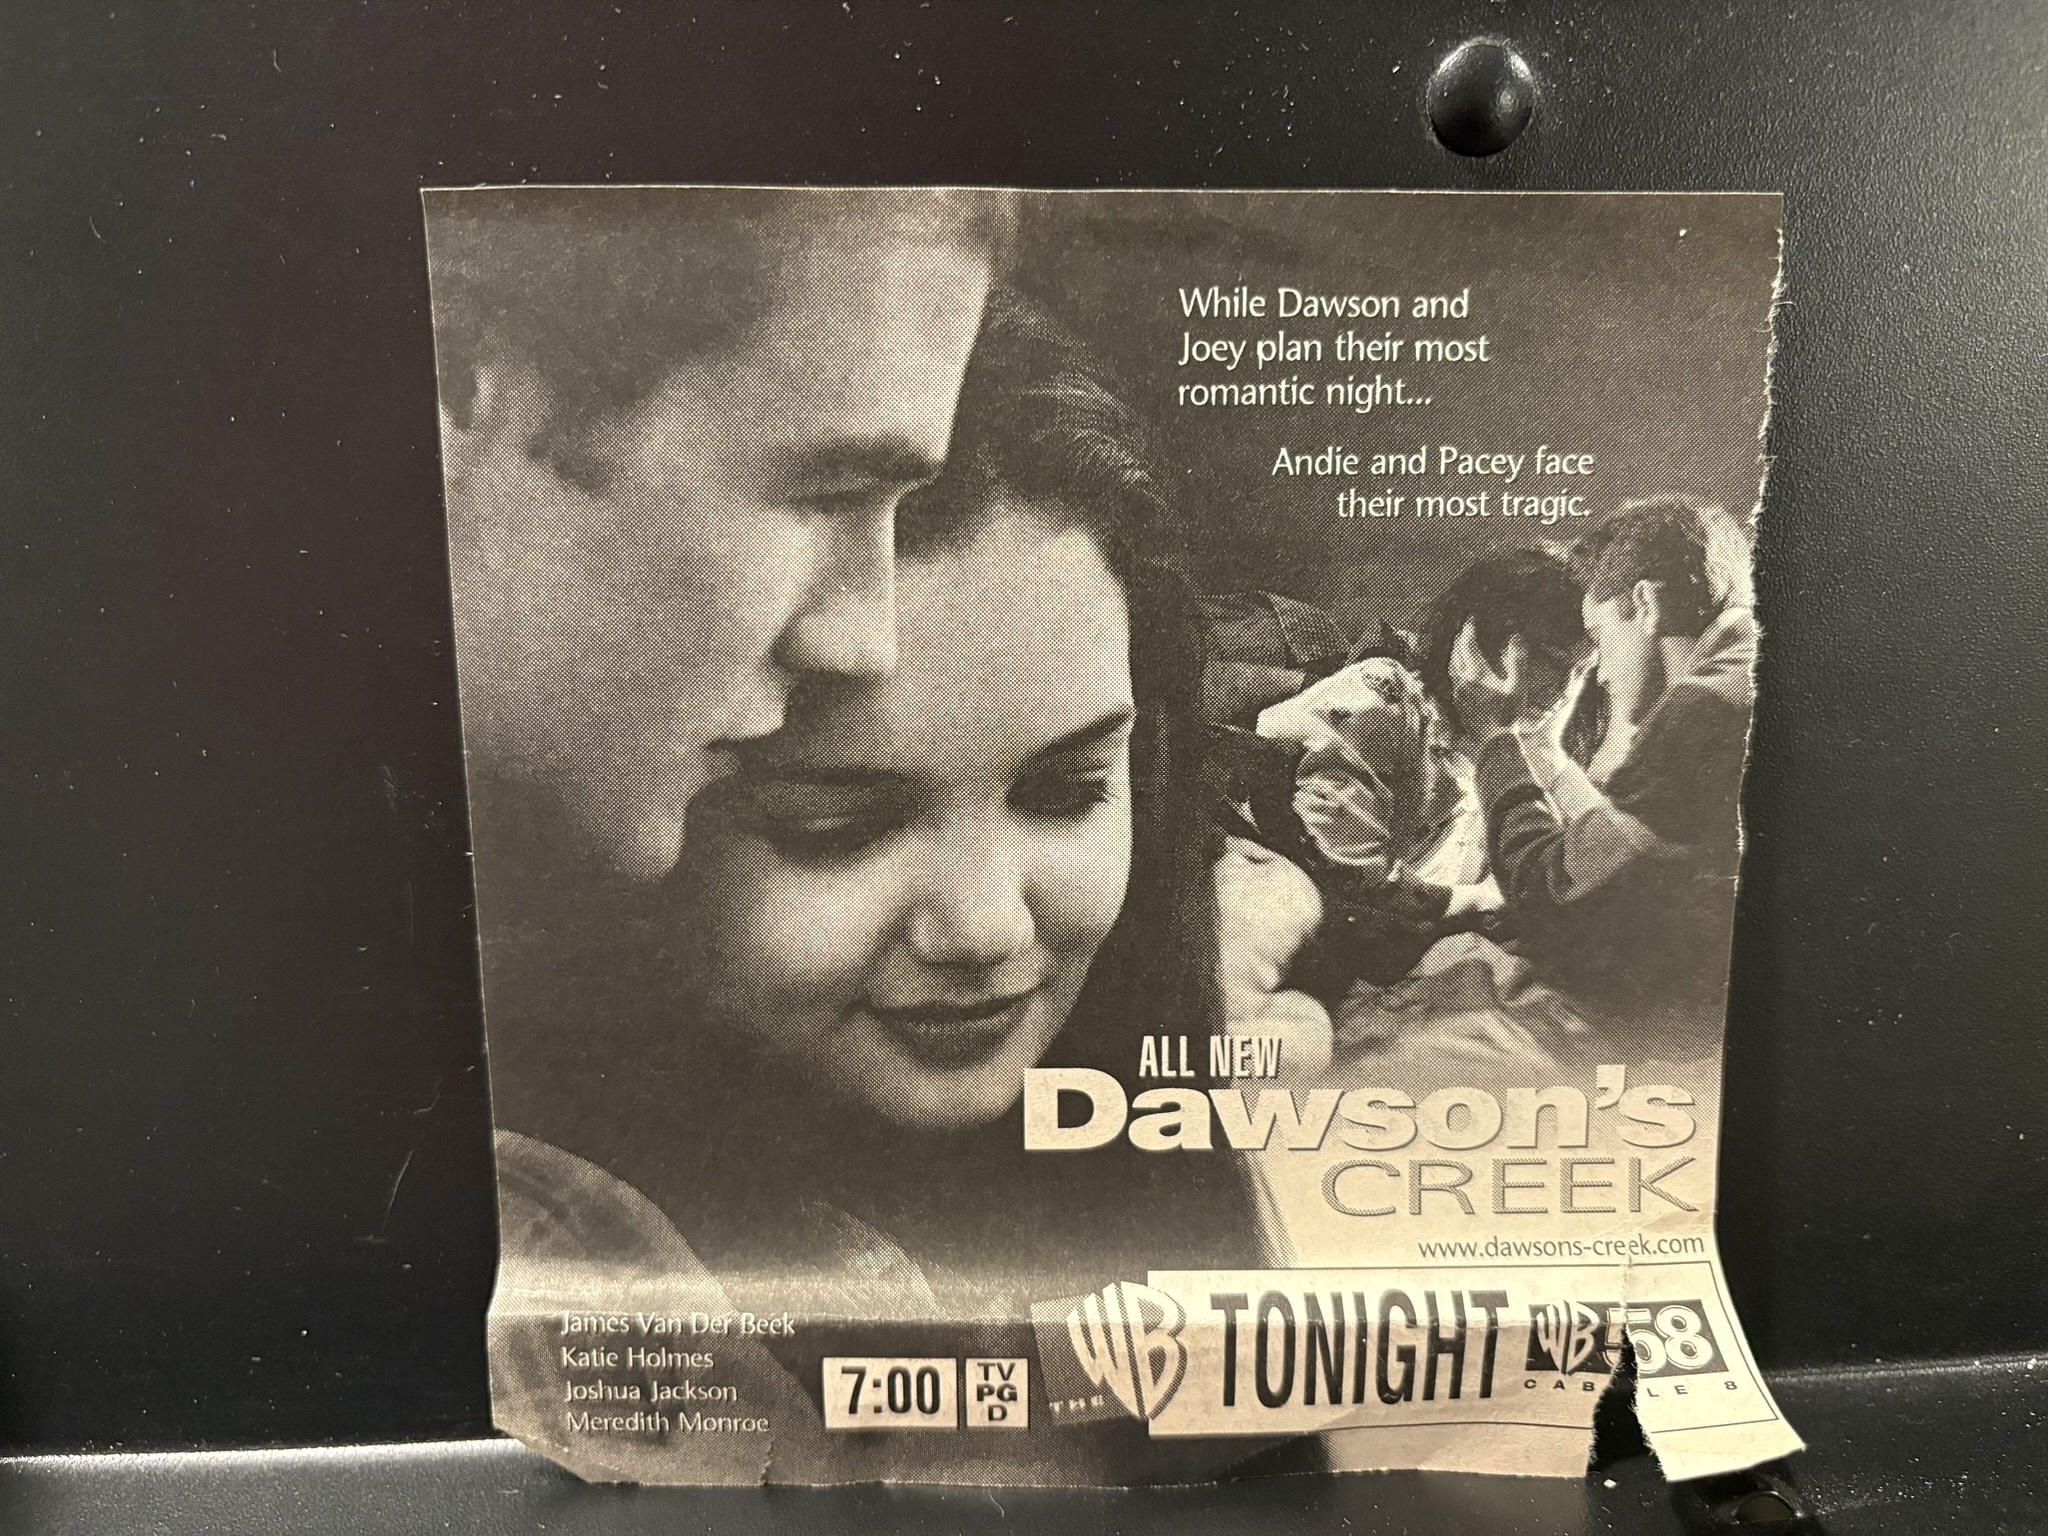 While Dawson and
Joey plan their most
romantic night...
Andie and Pacey face
their most tragic.
ALL NEW
Dawson's
CREEK
www.dawsons-creek.com
James Van Der Beek
Katie Holmes
Joshua Jackson
Meredith Monroe
7:00
TV
PG
D
THE WB
TONIGHT
WB 58
CABLE 8